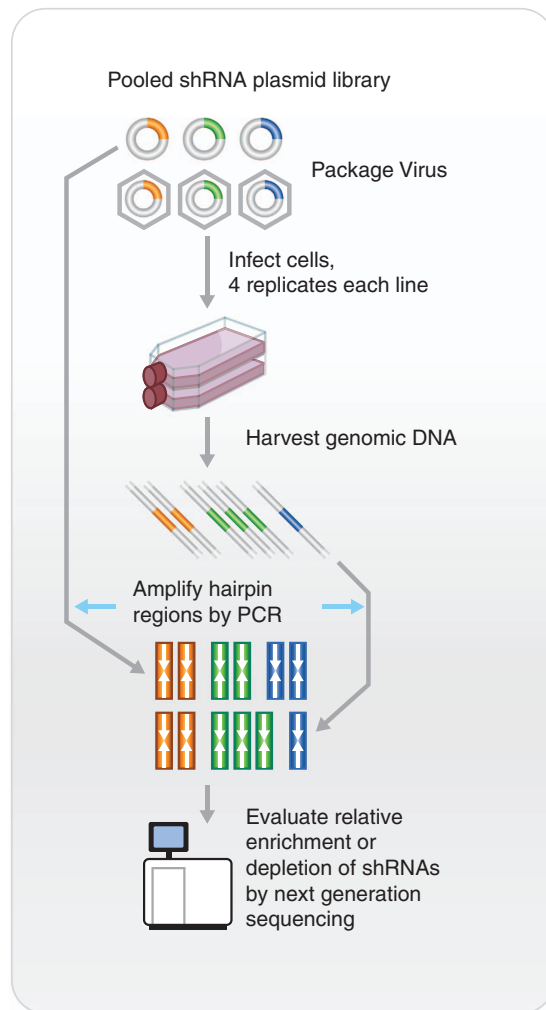 Pooled shRNA plasmid library
Package Virus
Infect cells,
4 replicates each line
Harvest genomic DNA
Amplify hairpin
regions by PCR
Evaluate relative
enrichment or
depletion of shRNAs
by next generation
sequencing